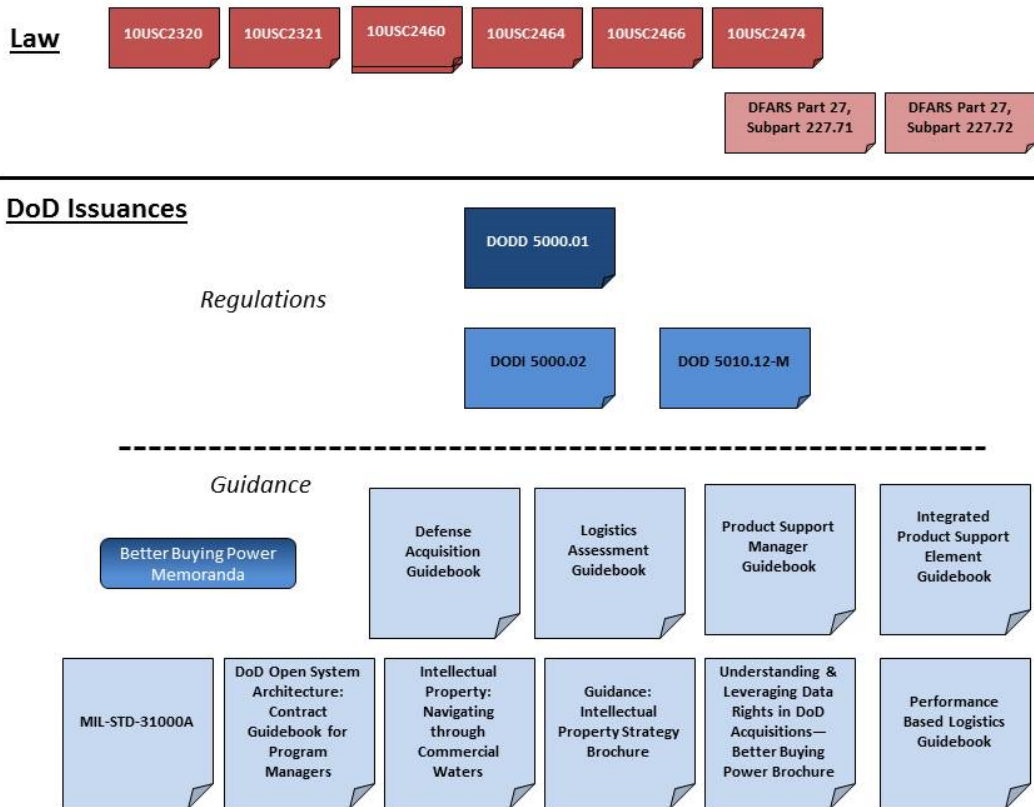 Law
10USC2320
10USC2321
10USC2460
10USC2464
10USC2466
10USC2474
DFARS Part 27,
Subpart 227.71
DFARS Part 27,
Subpart 227.72
DoD Issuances
DODD 5000.01
Regulations
DODI 5000.02
DOD 5010.12-M
Guidance
Better Buying Power
Memoranda
Defense
Acquisition
Guidebook
Logistics
Assessment
Guidebook
Product Support
Manager
Guidebook
Integrated
Product Support
Element
Guidebook
MIL-STD-31000A
DoD Open System
Architecture:
Contract
Guidebook for
Program
Managers
Intellectual
Property:
Navigating
through
Commercial
Waters
Guidance:
Intellectual
Property Strategy
Brochure
Understanding &
Leveraging Data
Rights in DoD
Acquisitions—
Better Buying
Power Brochure
Performance
Based Logistics
Guidebook